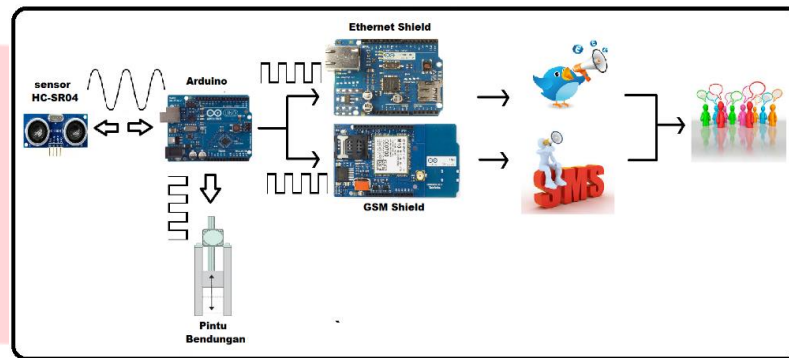 Ethernet Shield
sensor
HC-SR04
Arduino
GSM Shield
SMS
Pintu
Bendungan